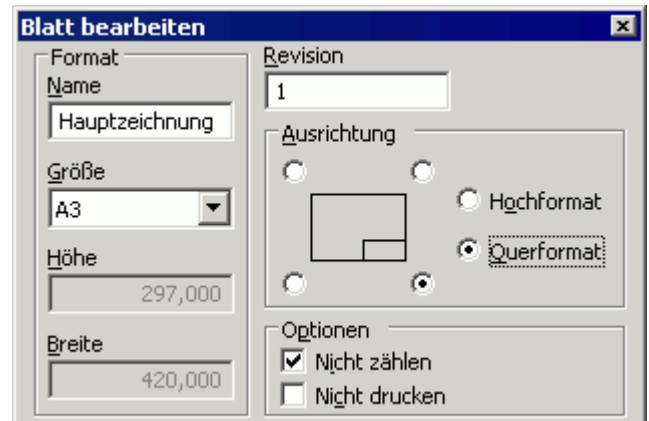 Blatt bearbeiten
Format
Name
Hauptzeichnung
Größe
A3
Höhe
297,000
Breite
420,000
Revision
1
Ausrichtung
Hochformat
Querformat
Optionen
Nicht zählen
Nicht drucken